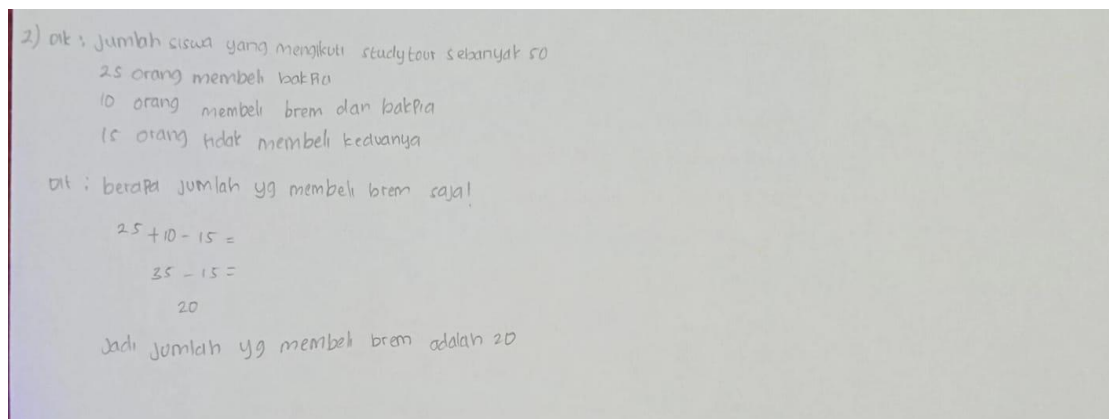 2) dik : jumlah siswa yang mengikuti studytour sebanyak 50
25 orang membeli bakpia
10 orang membeli brem dan bakpia
15 orang tidak membeli keduanya
Dit : berapa jumlah yg membeli brem saja!
25 + 10 - 15 =
35 - 15 =
20
Jadi jumlah yg membeli brem adalah 20